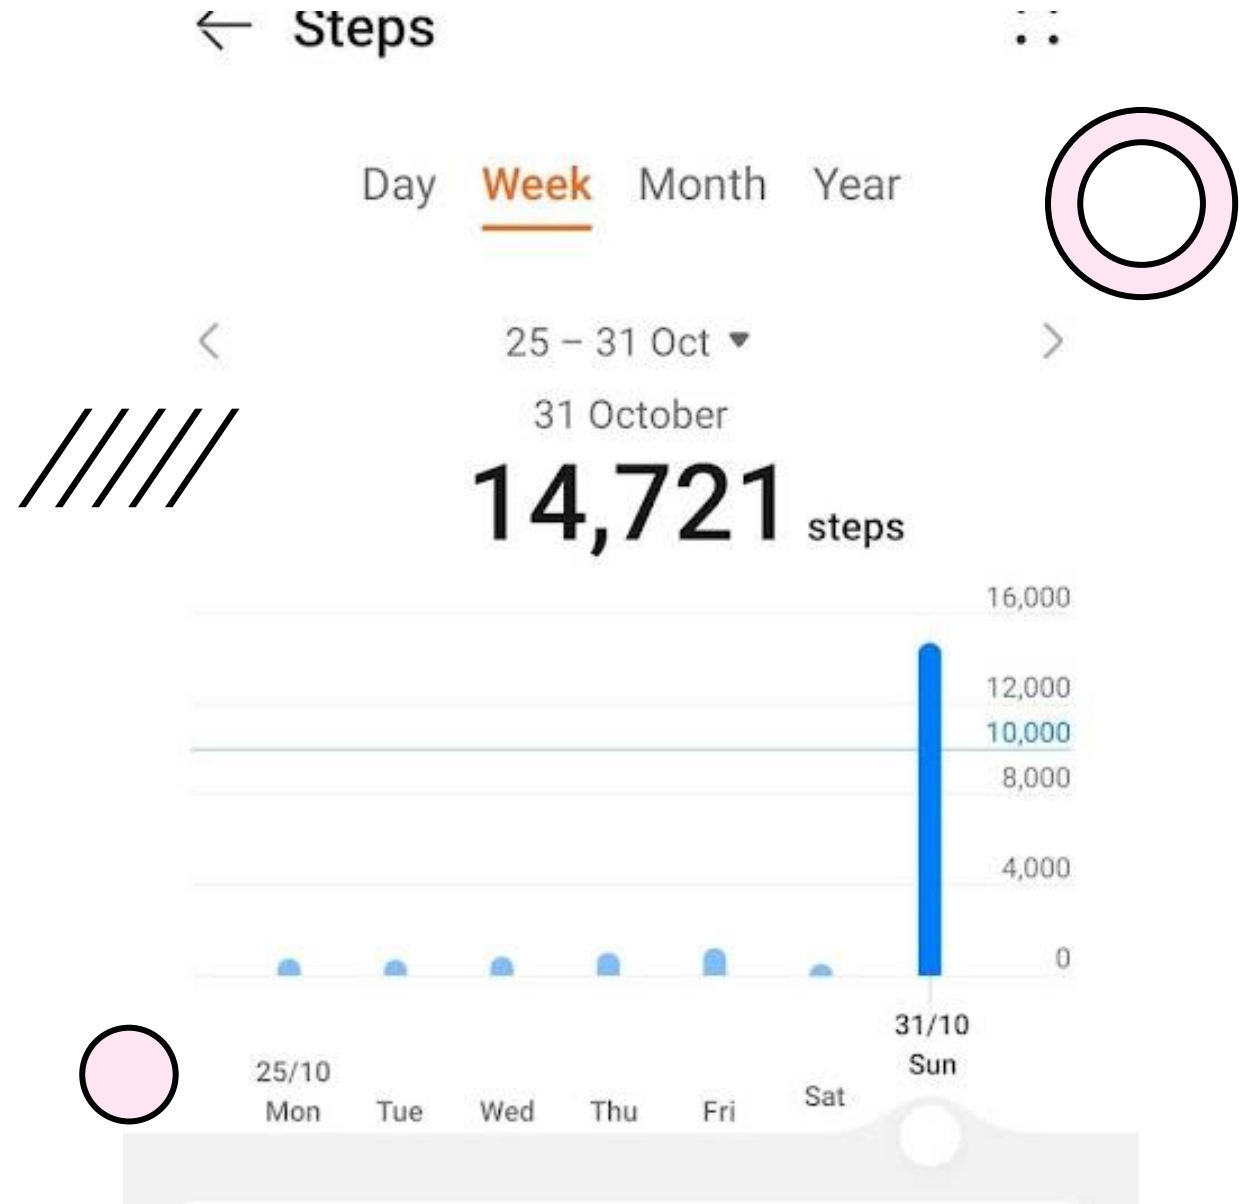 Steps
Day Week Month Year
25 – 31 Oct
31 October
14,721 steps
16,000
12,000
10,000
8,000
4,000
0
31/10
Sun
25/10
Mon Tue Wed Thu Fri Sat